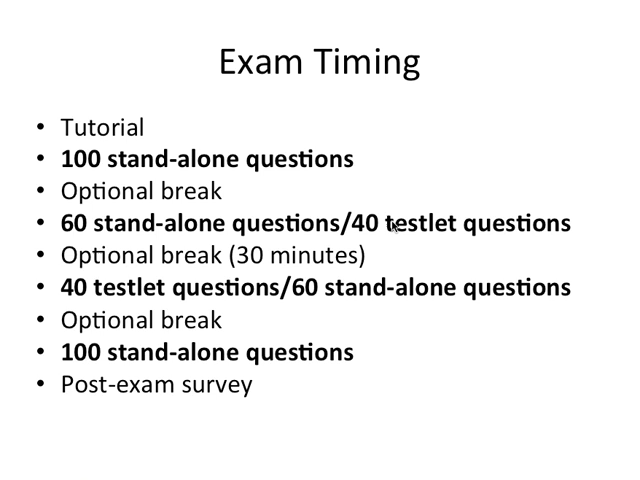 Exam Timing
• Tutorial
• 100 stand-alone questions
• Optional break
• 60 stand-alone questions/40 testlet questions
• Optional break (30 minutes)
• 40 testlet questions/60 stand-alone questions
• Optional break
• 100 stand-alone questions
• Post-exam survey